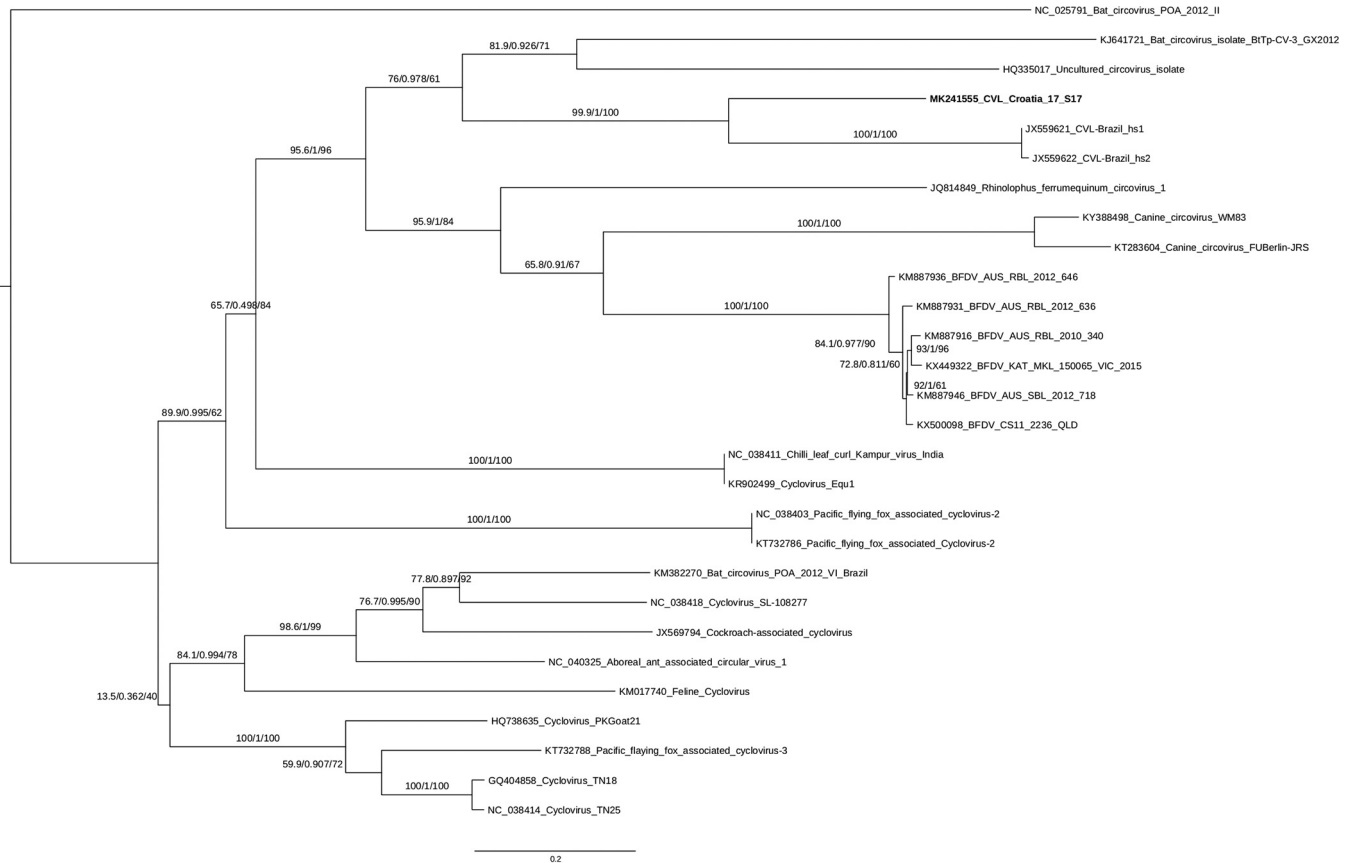 NC_025791_Bat_circovirus_POA_2012_II
KJ641721_Bat_circovirus_isolate_BtTp-CV-3_GX2012
81.9/0.926/71
HQ335017_Uncultured_circovirus_isolate
76/0.978/61
MK241555_CVL_Croatia_17_S17
99.9/1/100
JX559621_CVL-Brazil_hs1
100/1/100
95.6/1/96
JX559622_CVL-Brazil_hs2
JQ814849_Rhinolophus_ferrumequinum_circovirus_1
KY388498_Canine_circovirus_WM83
95.9/1/84
100/1/100
KT283604_Canine_circovirus_FUBerlin-JRS
65.8/0.91/67
KM887936_BFDV_AUS_RBL_2012_646
65.7/0.498/84
100/1/100
KM887931_BFDV_AUS_RBL_2012_636
KM887916_BFDV_AUS_RBL_2010_340
84.1/0.977/90
93/1/96
72.8/0.811/60
KX449322_BFDV_KAT_MKL_150065_VIC_2015
92/1/61
KM887946_BFDV_AUS_SBL_2012_718
89.9/0.995/62
KX500098_BFDV_CS11_2236_QLD
NC_038411_Chilli_leaf_curl_Kampur_virus_India
100/1/100
KR902499_Cyclovirus_Equ1
NC_038403_Pacific_flying_fox_associated_cyclovirus-2
100/1/100
KT732786_Pacific_flying_fox_associated_Cyclovirus-2
KM382270_Bat_circovirus_POA_2012_VI_Brazil
77.8/0.897/92
76.7/0.995/90
NC_038418_Cyclovirus_SL-108277
98.6/1/99
JX569794_Cockroach-associated_cyclovirus
84.1/0.994/78
NC_040325_Aboreal_ant_associated_circular_virus_1
KM017740_Feline_Cyclovirus
13.5/0.362/40
HQ738635_Cyclovirus_PKGoat21
100/1/100
KT732788_Pacific_flaying_fox_associated_cyclovirus-3
59.9/0.907/72
GQ404858_Cyclovirus_TN18
100/1/100
NC_038414_Cyclovirus_TN25
0.2